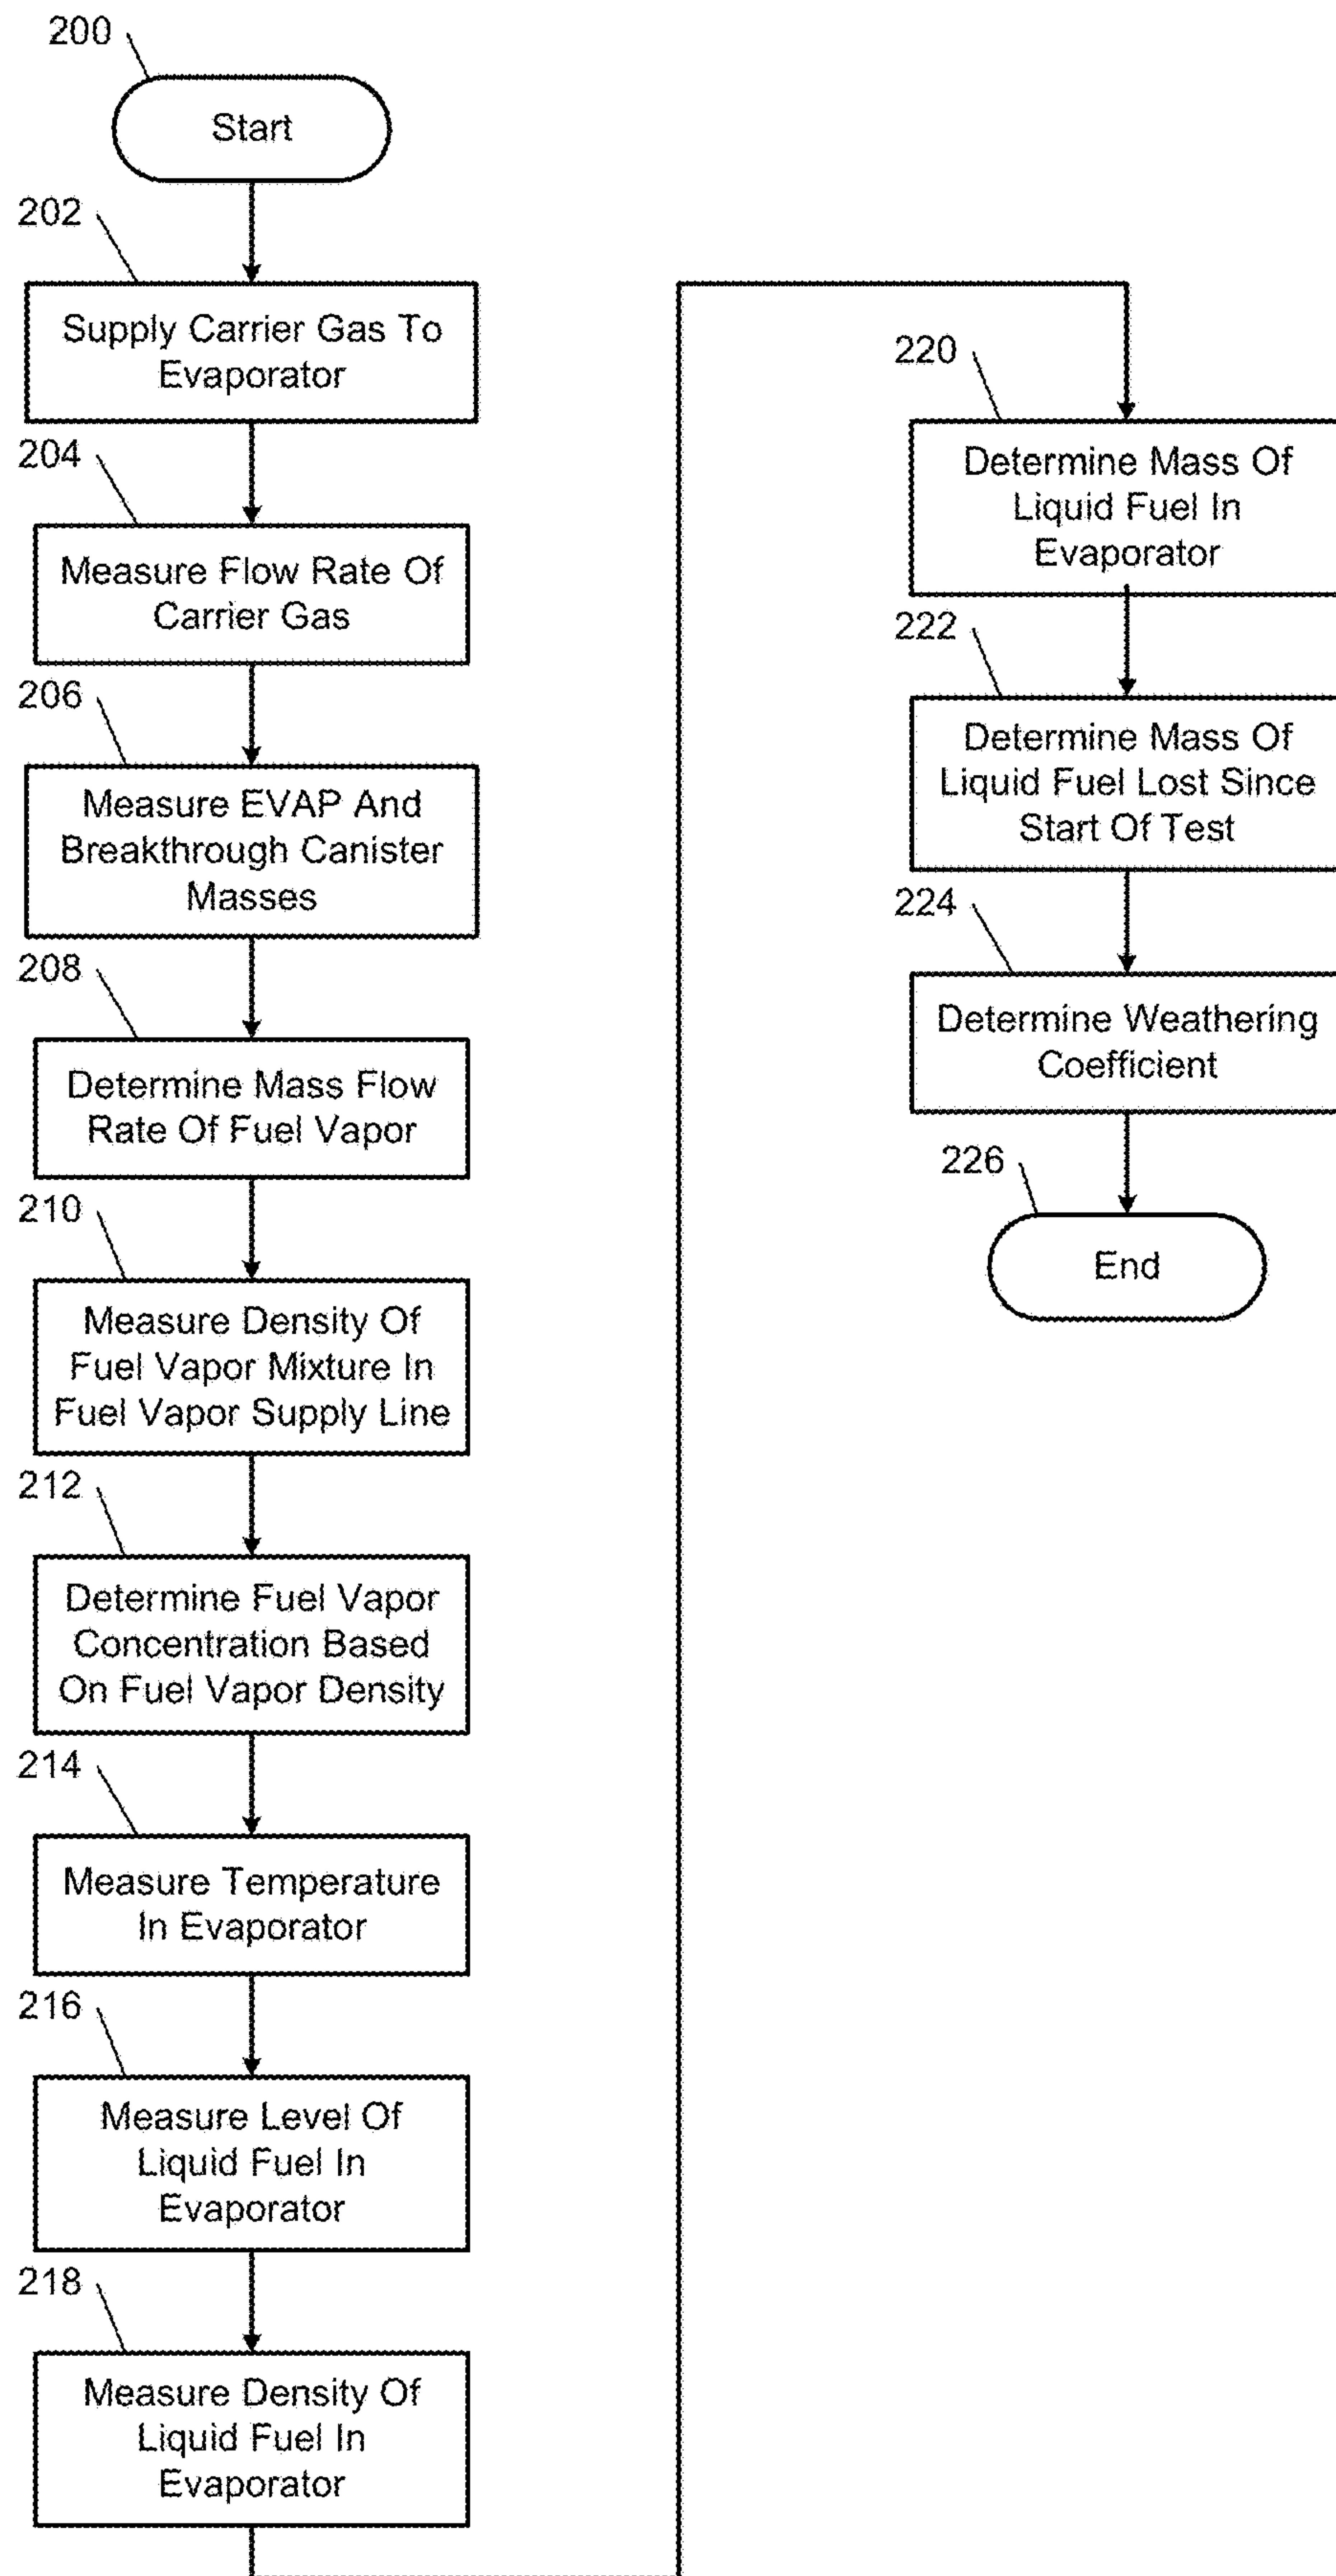 200
Start
202
Supply Carrier Gas To
Evaporator
204
Measure Flow Rate Of
Carrier Gas
206
Measure EVAP And
Breakthrough Canister
Masses
208
Determine Mass Flow
Rate Of Fuel Vapor
210
Measure Density Of
Fuel Vapor Mixture In
Fuel Vapor Supply Line
212
Determine Fuel Vapor
Concentration Based
On Fuel Vapor Density
214
Measure Temperature
In Evaporator
216
Measure Level Of
Liquid Fuel In
Evaporator
218
Measure Density Of
Liquid Fuel In
Evaporator
220
Determine Mass Of
Liquid Fuel In
Evaporator
222
Determine Mass Of
Liquid Fuel Lost Since
Start Of Test
224
Determine Weathering
Coefficient
226
End